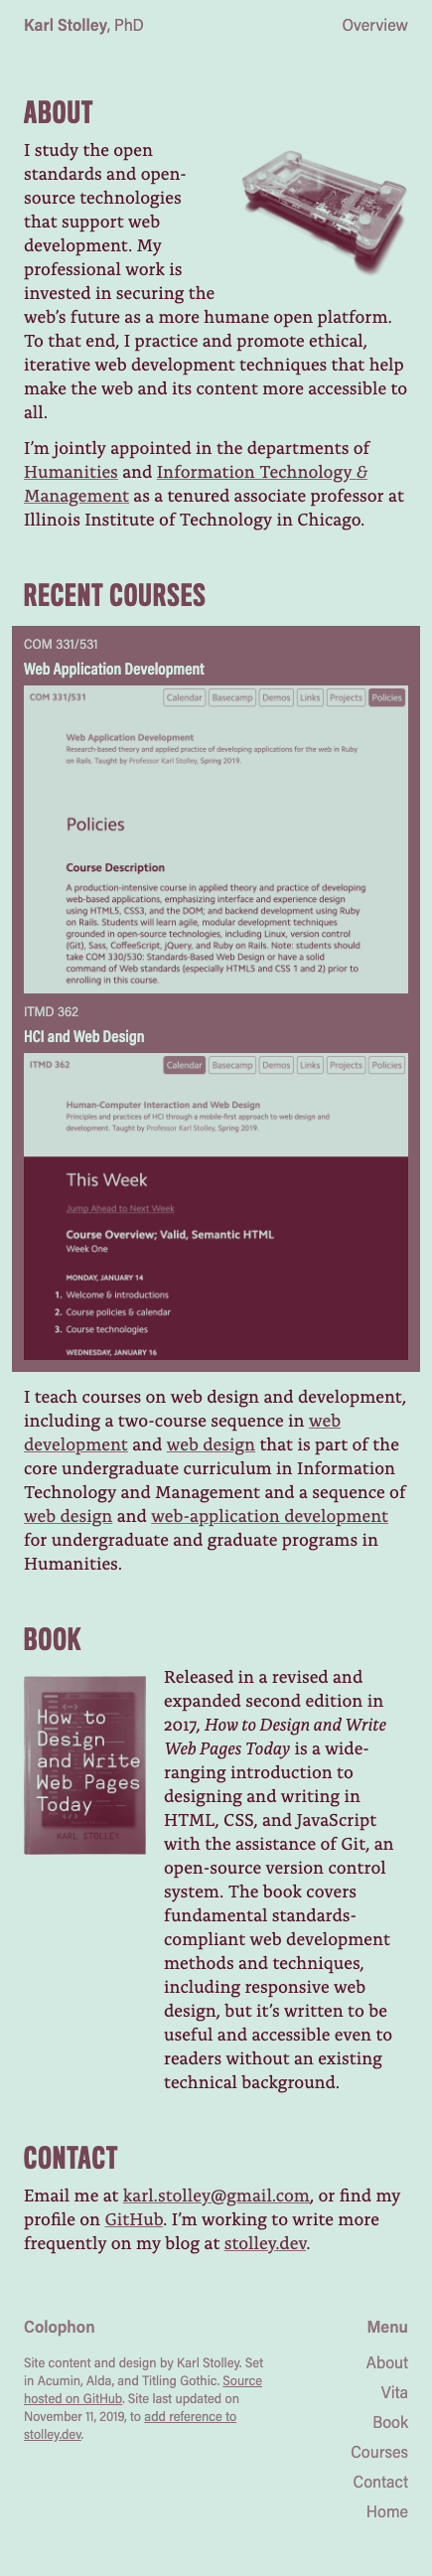 Karl Stolley, PhD
Overview
ABOUT
I study the open
standards and open-
source technologies
that support web
development. My
professional work is
invested in securing the
web’s future as a more humane open platform.
To that end, I practice and promote ethical,
iterative web development techniques that help
make the web and its content more accessible to
all.
I’m jointly appointed in the departments of
Humanities and Information Technology &
Management as a tenured associate professor at
Illinois Institute of Technology in Chicago.
RECENT COURSES
COM 331/531
Web Application Development
COM 331/531
Calendar Basecamp Demos Links Projects Policies
Web Application Development
Research-based theory and applied practice of developing applications for the web in Ruby
on Rails. Taught by Professor Karl Stolley, Spring 2019.
Policies
Course Description
A production-intensive course in applied theory and practice of developing
web-based applications, emphasizing interface and experience design
using HTML5, CSS3, and the DOM; and backend development using Ruby
on Rails. Students will learn agile, modular development techniques
grounded in open-source technologies, including Linux, version control
(Git), Sass, CoffeeScript, jQuery, and Ruby on Rails. Note: students should
take COM 330/530: Standards-Based Web Design or have a solid
command of Web standards (especially HTML5 and CSS 1 and 2) prior to
enrolling in this course.
ITMD 362
HCI and Web Design
ITMD 362
Calendar Basecamp Demos Links Projects Policies
Human-Computer Interaction and Web Design
Principles and practices of HCI through a mobile-first approach to web design and
development. Taught by Professor Karl Stolley, Spring 2019.
This Week
Jump Ahead to Next Week
Course Overview; Valid, Semantic HTML
Week One
MONDAY, JANUARY 14
1. Welcome & introductions
2. Course policies & calendar
3. Course technologies
WEDNESDAY, JANUARY 16
I teach courses on web design and development,
including a two-course sequence in web
development and web design that is part of the
core undergraduate curriculum in Information
Technology and Management and a sequence of
web design and web-application development
for undergraduate and graduate programs in
Humanities.
BOOK
How to
Design
and Write
Web Pages
Today
KARL STOLLEY
Released in a revised and
expanded second edition in
2017, How to Design and Write
Web Pages Today is a wide-
ranging introduction to
designing and writing in
HTML, CSS, and JavaScript
with the assistance of Git, an
open-source version control
system. The book covers
fundamental standards-
compliant web development
methods and techniques,
including responsive web
design, but it’s written to be
useful and accessible even to
readers without an existing
technical background.
CONTACT
Email me at karl.stolley@gmail.com, or find my
profile on GitHub. I’m working to write more
frequently on my blog at stolley.dev.
Colophon
Site content and design by Karl Stolley. Set
in Acumin, Alda, and Titling Gothic. Source
hosted on GitHub. Site last updated on
November 11, 2019, to add reference to
stolley.dev.
Menu
About
Vita
Book
Courses
Contact
Home